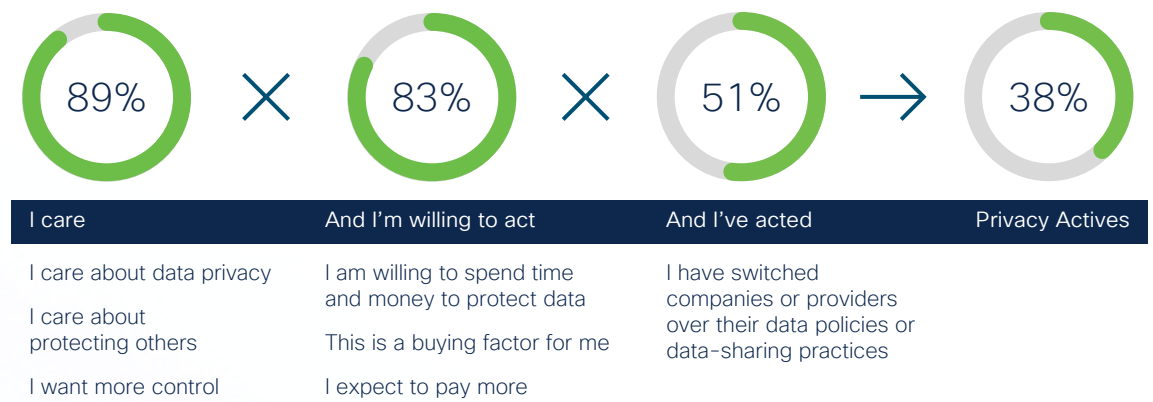 89%
83%
51%
38%
I care
And I'm willing to act
And I've acted
Privacy Actives
I care about data privacy
I care about
protecting others
I want more control
I am willing to spend time
and money to protect data
This is a buying factor for me
I expect to pay more
I have switched
companies or providers
over their data policies or
data-sharing practices